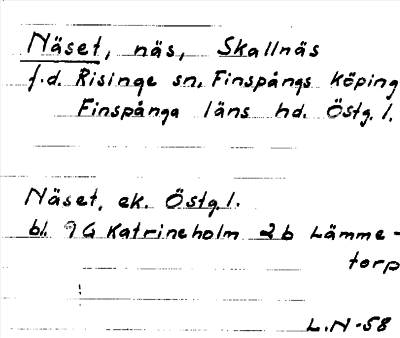 Näset, näs, Skallnäs
f.d. Risinge sn. Finspångs köping
Finspånga läns hd. Östg. l.
Näset, ek. Östg. l.
bl. 9G Katrineholm 2b Lämme-
torp
L.N-58